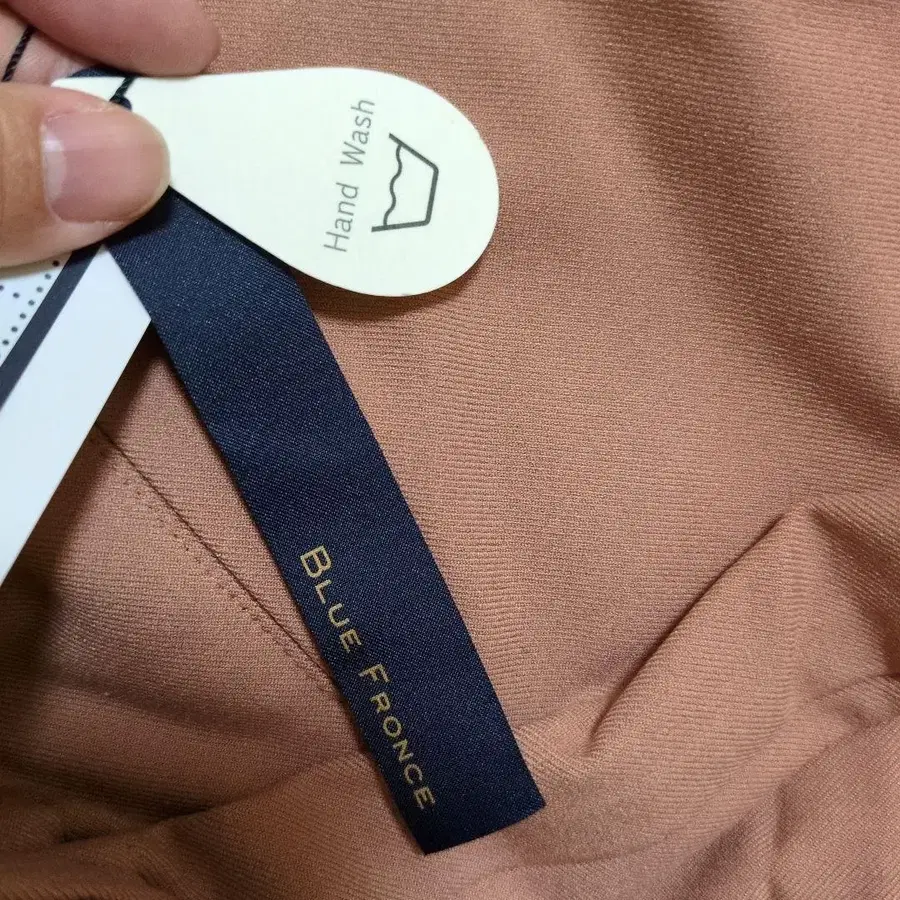 Hand Wash
BLUE FRONCE